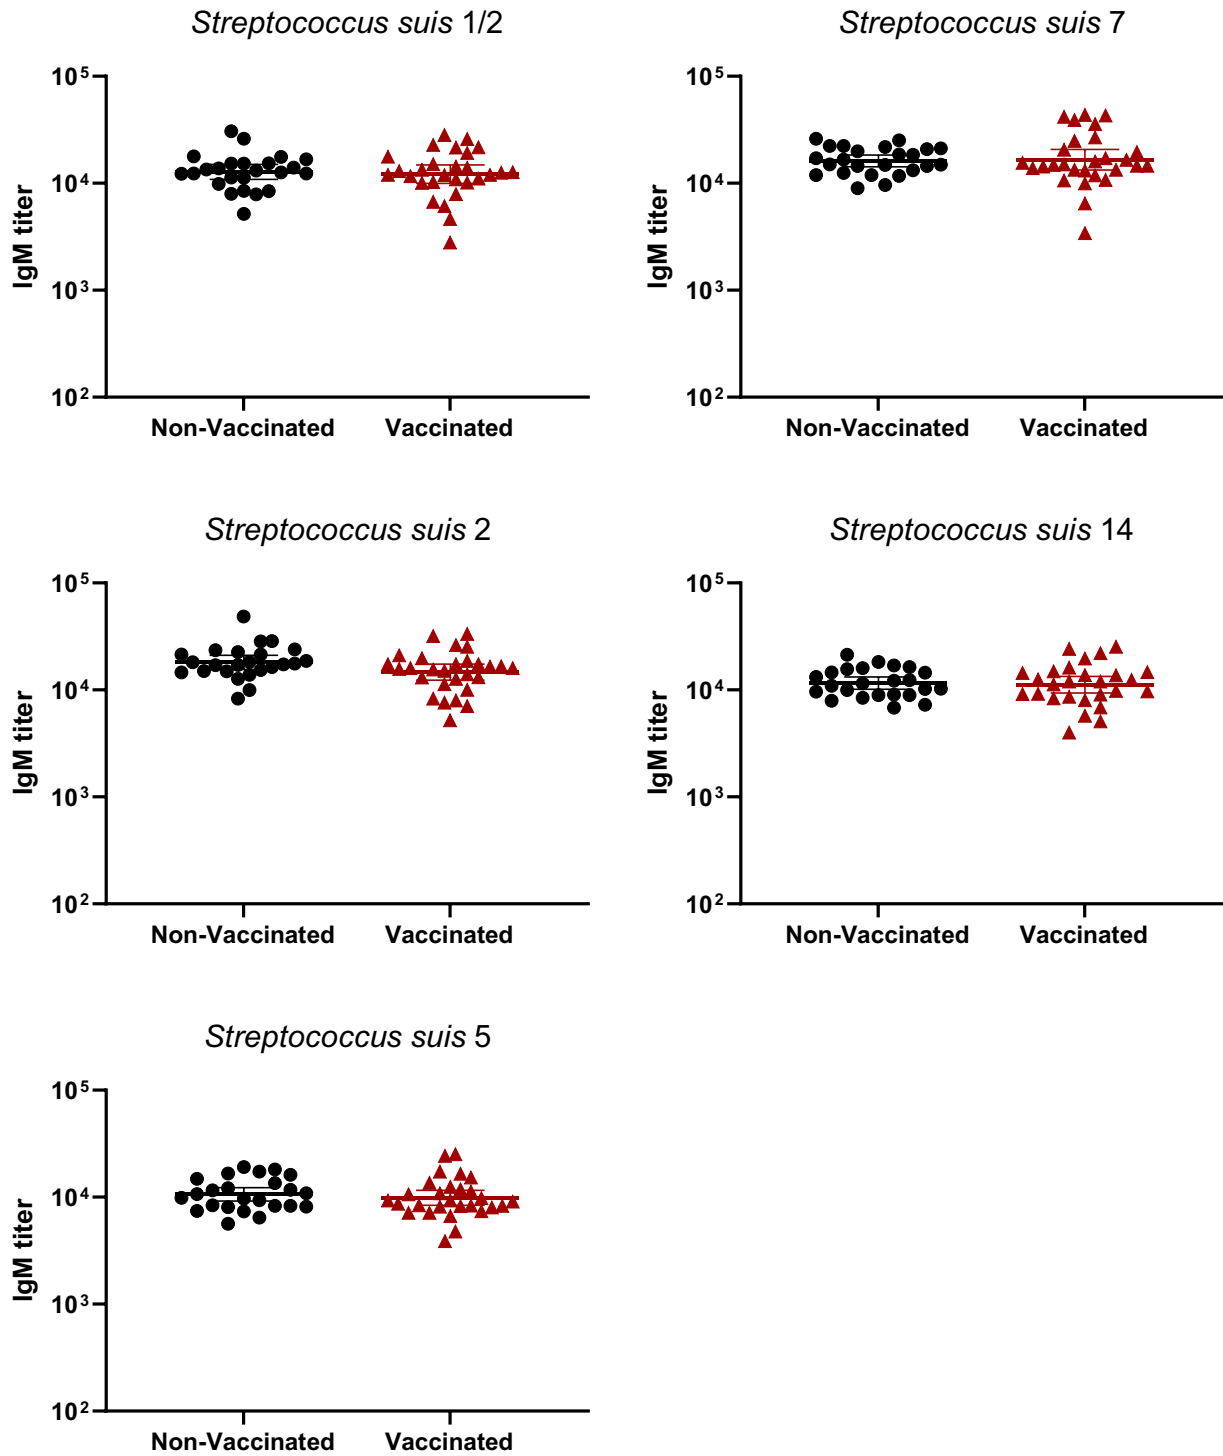 Streptococcus suis 1/2
10⁵
10⁴
10³
10²
IgM titer
Non-Vaccinated Vaccinated
Streptococcus suis 7
10⁵
10⁴
10³
10²
IgM titer
Non-Vaccinated Vaccinated
Streptococcus suis 2
10⁵
10⁴
10³
10²
IgM titer
Non-Vaccinated Vaccinated
Streptococcus suis 14
10⁵
10⁴
10³
10²
IgM titer
Non-Vaccinated Vaccinated
Streptococcus suis 5
10⁵
10⁴
10³
10²
IgM titer
Non-Vaccinated Vaccinated